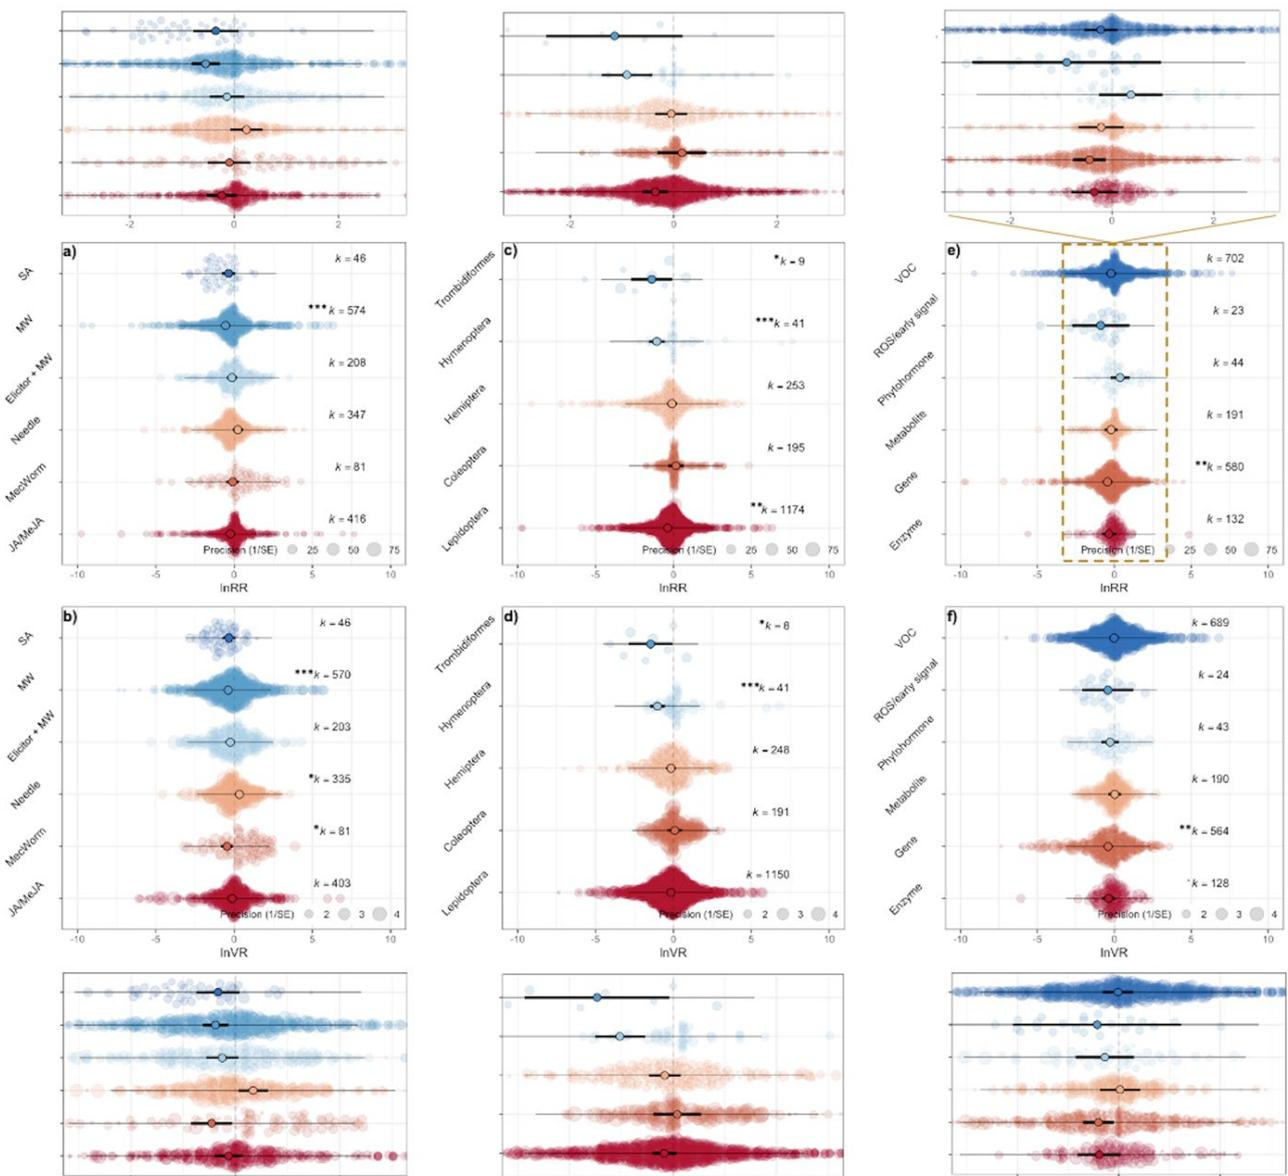 -2 0 2
-2 0 2
-2 0 2
a)
SA
k = 46
MW
***k = 574
Elicitor + MW
k = 208
Needle
k = 347
MecWorm
k = 81
JA/MeJA
k = 416
Precision (1/SE) 25 50 75
-10 -5 0 5 10
lnRR
c)
Trombidiformes
*k = 9
Hymenoptera
***k = 41
Hemiptera
k = 253
Coleoptera
k = 195
Lepidoptera
**k = 1174
Precision (1/SE) 25 50 75
-10 -5 0 5 10
lnRR
e)
VOC
k = 702
ROS/early signal
k = 23
Phytohormone
k = 44
Metabolite
k = 191
Gene
**k = 580
Enzyme
k = 132
Precision (1/SE) 25 50 75
-10 -5 0 5 10
lnRR
b)
SA
k = 46
MW
***k = 570
Elicitor + MW
k = 203
Needle
*k = 335
MecWorm
*k = 81
JA/MeJA
k = 403
Precision (1/SE) 2 3 4
-10 -5 0 5 10
lnVR
d)
Trombidiformes
*k = 8
Hymenoptera
***k = 41
Hemiptera
k = 248
Coleoptera
k = 191
Lepidoptera
k = 1150
Precision (1/SE) 2 3 4
-10 -5 0 5 10
lnVR
f)
VOC
k = 689
ROS/early signal
k = 24
Phytohormone
k = 43
Metabolite
k = 190
Gene
**k = 564
Enzyme
k = 128
Precision (1/SE) 2 3 4
-10 -5 0 5 10
lnVR